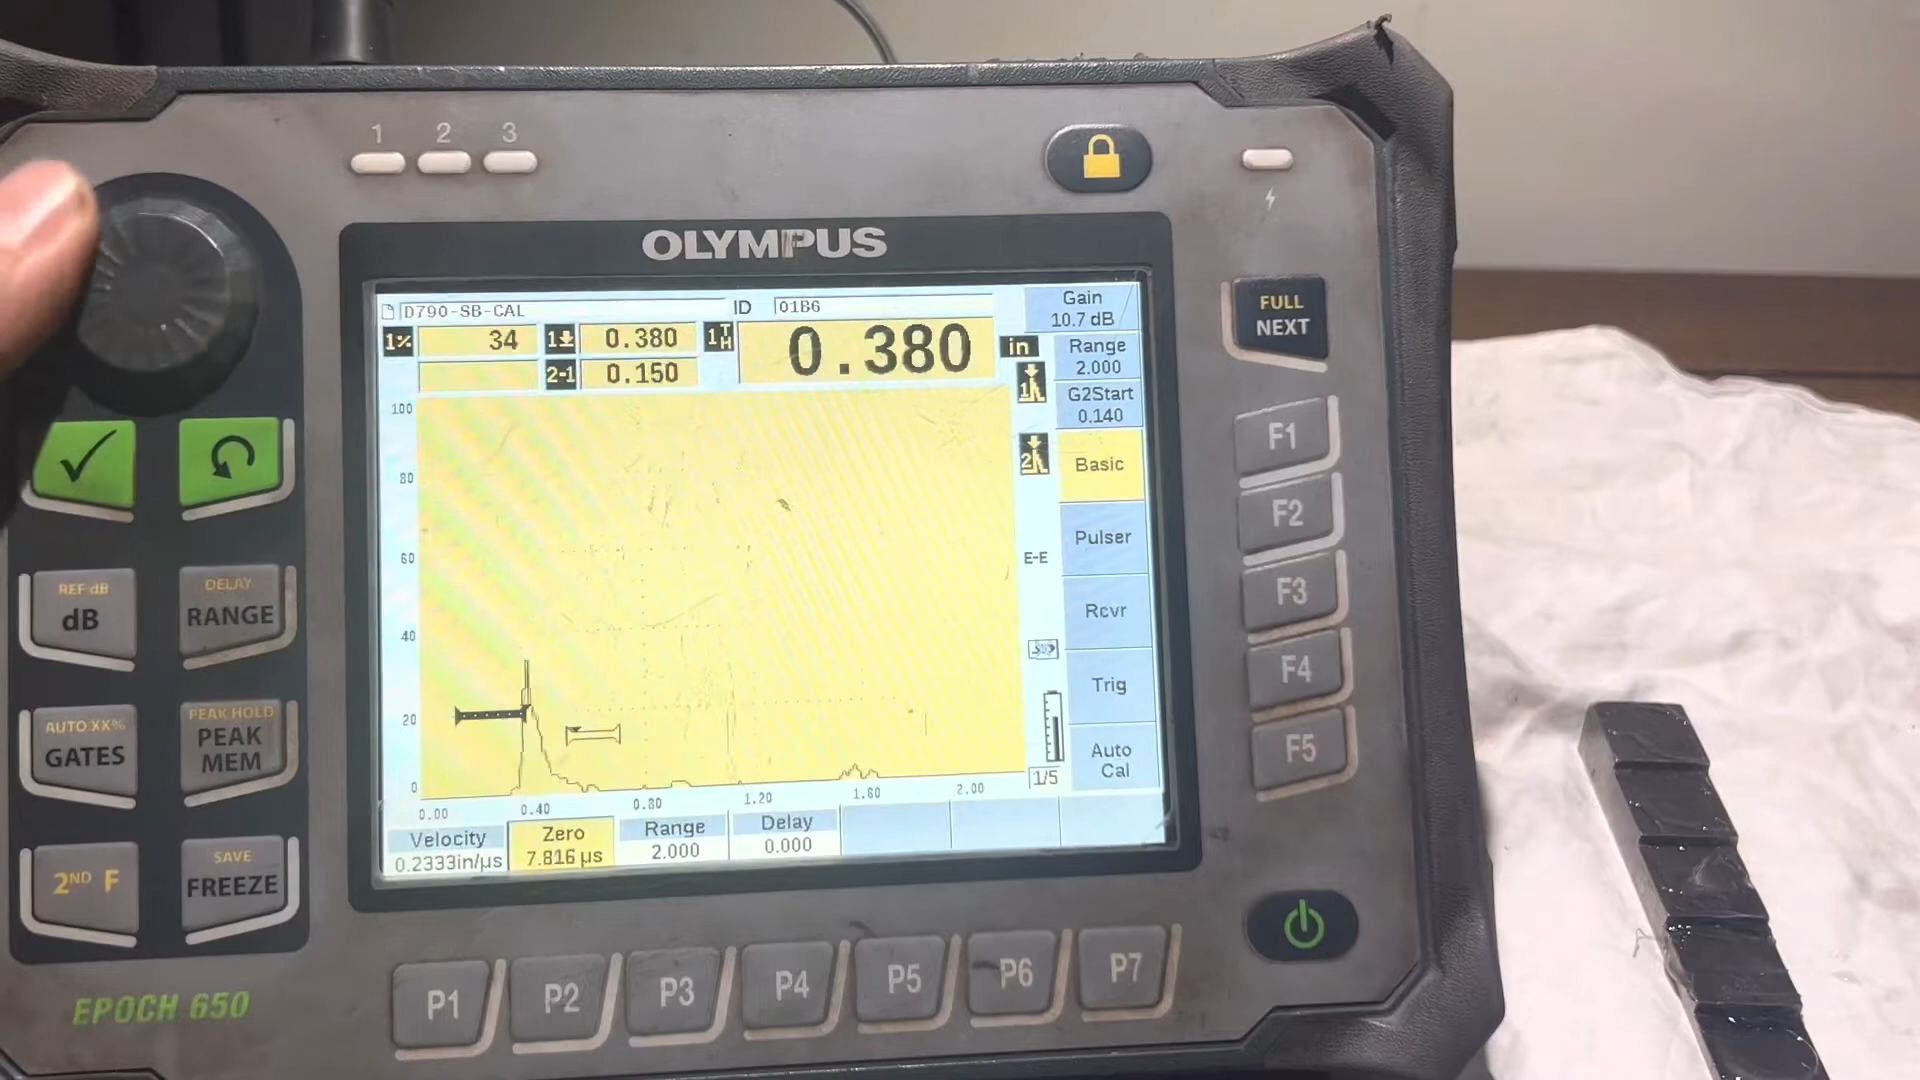 1 2 3
OLYMPUS
D790-SB-CAL ID 01B6
1% 34 1 0.380 1TH 0.380 in
2-1 0.150
Gain
10.7 dB
Range
2.000
G2Start
0.140
1
2
Basic
Pulser
E-E
Rcvr
Trig
Auto
Cal
1/5
100
80
60
40
20
0
0.00 0.40 0.80 1.20 1.60 2.00
Velocity Zero Range Delay
0.2333in/µs 7.816 µs 2.000 0.000
FULL
NEXT
F1
F2
F3
F4
F5
REF dB
dB
DELAY
RANGE
AUTO XX%
GATES
PEAK HOLD
PEAK
MEM
2ND F
SAVE
FREEZE
EPOCH 650
P1 P2 P3 P4 P5 P6 P7